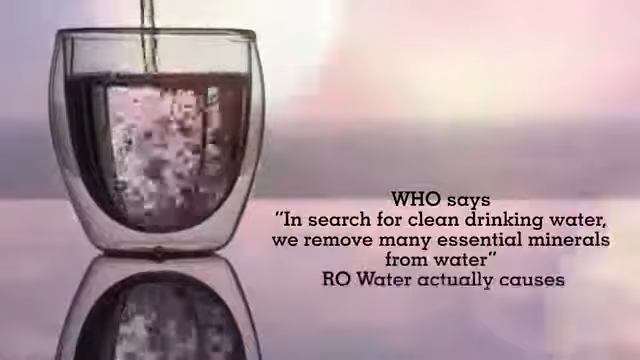 WHO says
"In search for clean drinking water,
we remove many essential minerals
from water"
RO Water actually causes